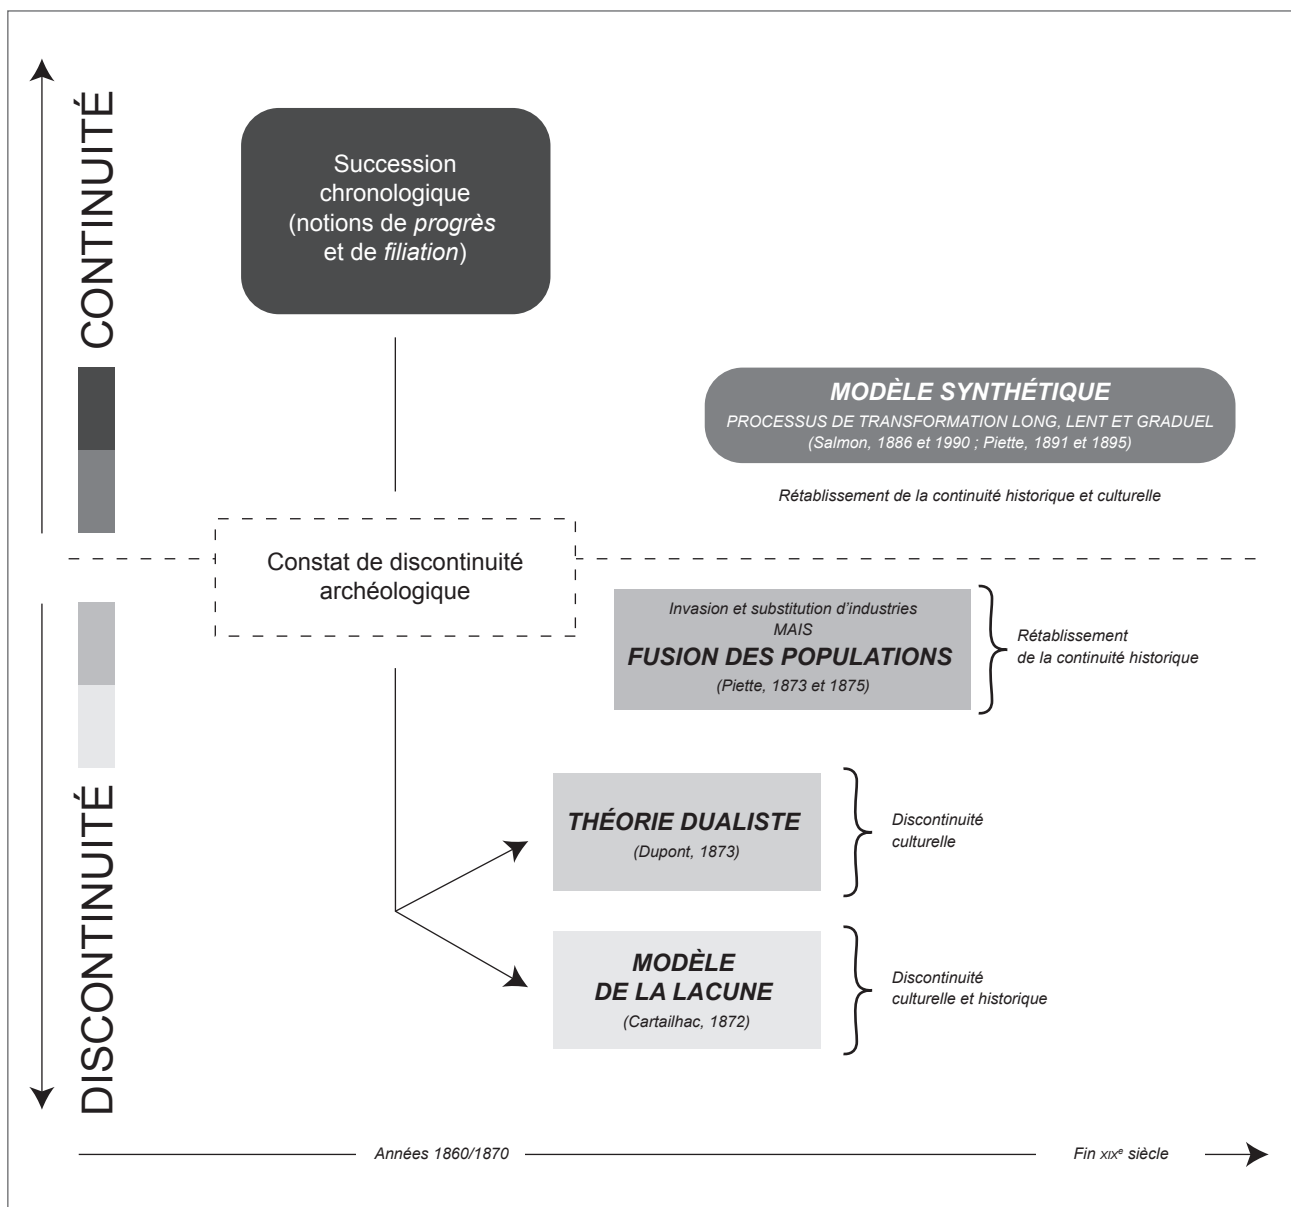 CONTINUITÉ
Succession
chronologique
(notions de progrès
et de filiation)
MODÈLE SYNTHÉTIQUE
PROCESSUS DE TRANSFORMATION LONG, LENT ET GRADUEL
(Salmon, 1886 et 1990 ; Piette, 1891 et 1895)
Rétablissement de la continuité historique et culturelle
Constat de discontinuité
archéologique
Invasion et substitution d'industries
MAIS
FUSION DES POPULATIONS
(Piette, 1873 et 1875)
Rétablissement
de la continuité historique
DISCONTINUITÉ
THÉORIE DUALISTE
(Dupont, 1873)
Discontinuité
culturelle
MODÈLE
DE LA LACUNE
(Cartailhac, 1872)
Discontinuité
culturelle et historique
Années 1860/1870
Fin XIXe siècle